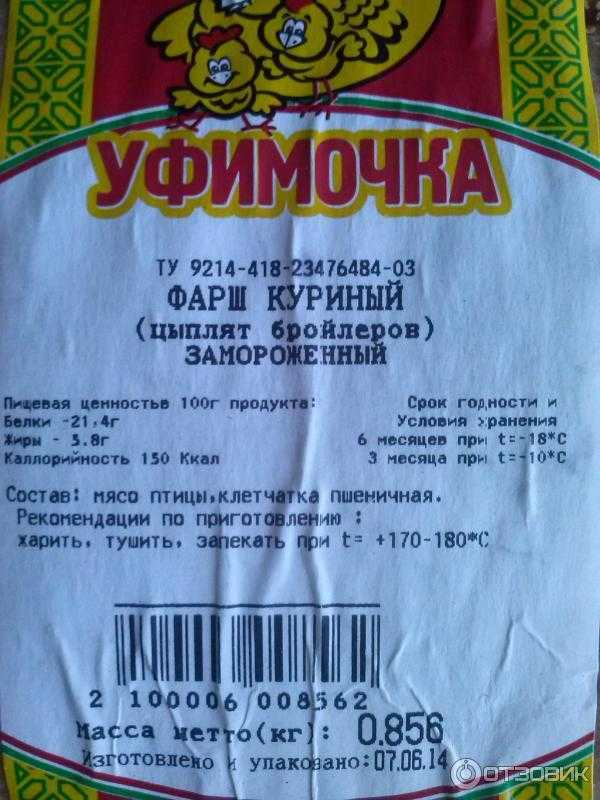 УФИМОЧКА
ТУ 9214-418-23476484-03
ФАРШ КУРИНЫЙ
(цыплят бройлеров)
ЗАМОРОЖЕННЫЙ
Пищевая ценностьв 100г продукта:
Белки -21,4г
Жиры - 3.8г
Каллорийность 150 Ккал
Срок годности и
Условия хранения
6 месяцев при t=-18*С
3 месяца при t=-10*С
Состав: мясо птицы,клетчатка пшеничная.
Рекомендации по приготовлению :
жарить, тушить, запекать при t= +170-180*С
2 100006 008562
Масса нетто(кг): 0.856
Изготовлено и упаковано:07.06.14
ОТЗОВИК